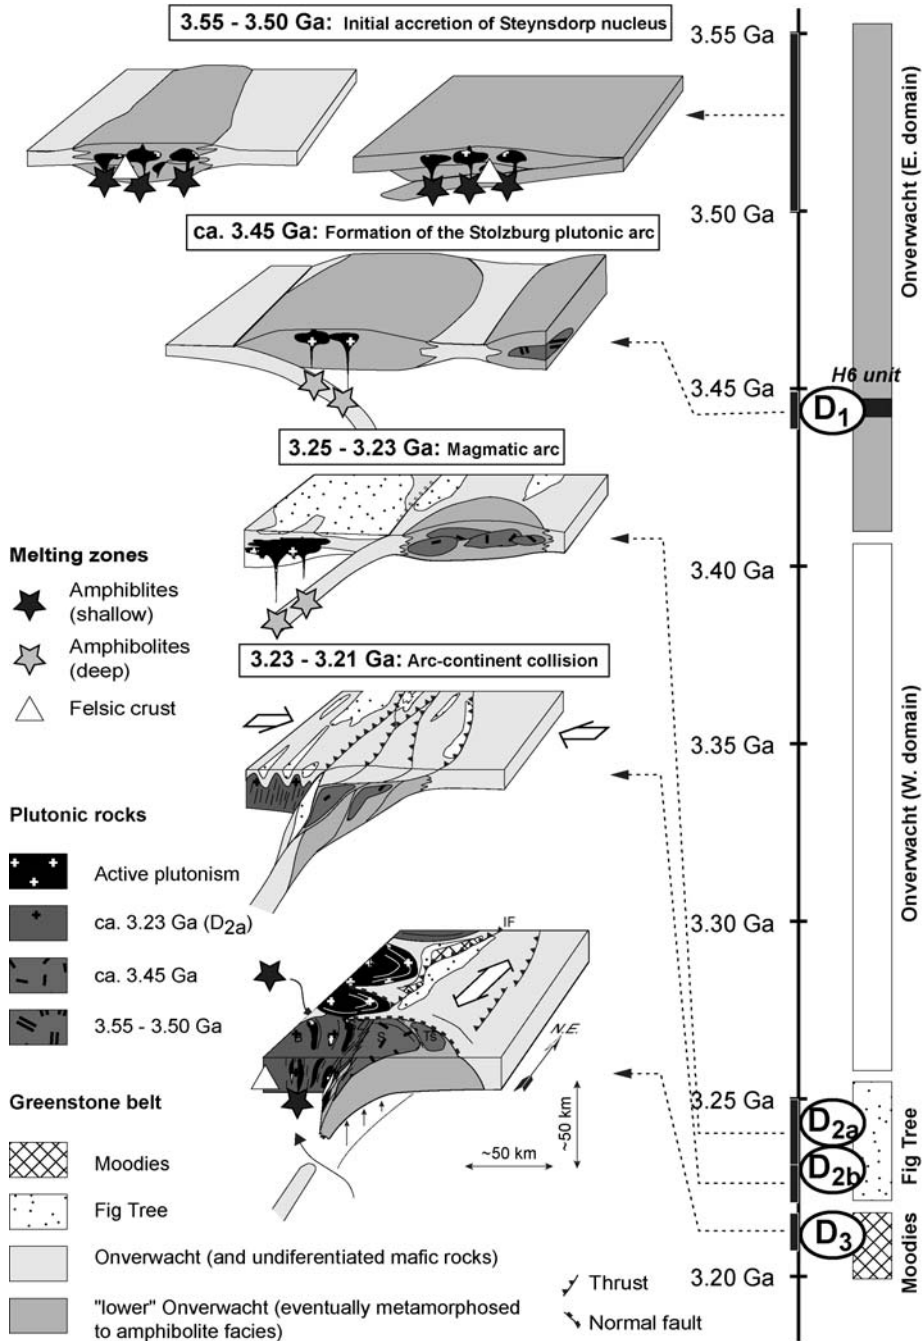 3.55 - 3.50 Ga: Initial accretion of Steynsdorp nucleus
ca. 3.45 Ga: Formation of the Stolzburg plutonic arc
3.25 - 3.23 Ga: Magmatic arc
3.23 - 3.21 Ga: Arc-continent collision
IF
B
S
TS
N.E.
~50 km
~50 km
Melting zones
Amphiblites
(shallow)
Amphibolites
(deep)
Felsic crust
Plutonic rocks
Active plutonism
ca. 3.23 Ga (D2a)
ca. 3.45 Ga
3.55 - 3.50 Ga
Greenstone belt
Moodies
Fig Tree
Onverwacht (and undiferentiated mafic rocks)
"lower" Onverwacht (eventually metamorphosed
to amphibolite facies)
Thrust
Normal fault
3.55 Ga
3.50 Ga
3.45 Ga
3.40 Ga
3.35 Ga
3.30 Ga
3.25 Ga
3.20 Ga
H6 unit
D1
D2a
D2b
D3
Onverwacht (E. domain)
Onverwacht (W. domain)
Fig Tree
Moodies